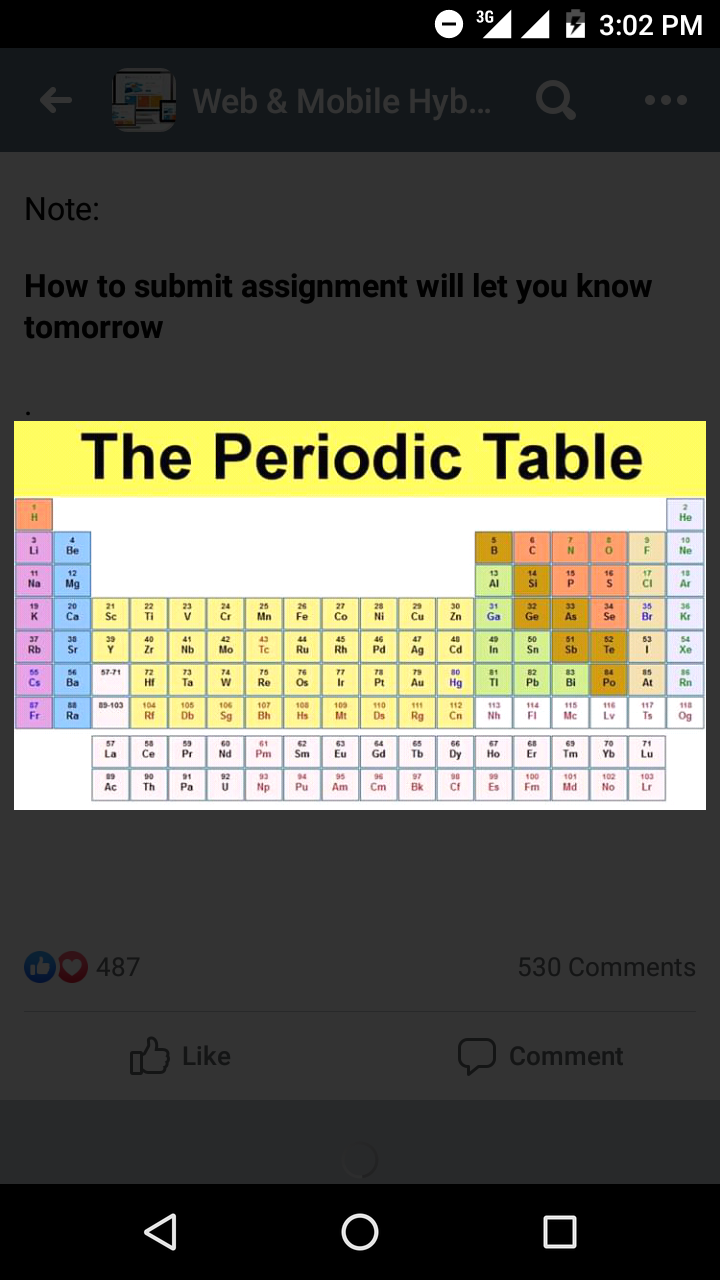 3G 3:02 PM
Web & Mobile Hyb...
Note:
How to submit assignment will let you know
tomorrow
.
The Periodic Table
1 2
H He
3 4 5 6 7 8 9 10
Li Be B C N O F Ne
11 12 13 14 15 16 17 18
Na Mg Al Si P S Cl Ar
19 20 21 22 23 24 25 26 27 28 29 30 31 32 33 34 35 36
K Ca Sc Ti V Cr Mn Fe Co Ni Cu Zn Ga Ge As Se Br Kr
37 38 39 40 41 42 43 44 45 46 47 48 49 50 51 52 53 54
Rb Sr Y Zr Nb Mo Tc Ru Rh Pd Ag Cd In Sn Sb Te I Xe
55 56 57-71 72 73 74 75 76 77 78 79 80 81 82 83 84 85 86
Cs Ba Hf Ta W Re Os Ir Pt Au Hg Tl Pb Bi Po At Rn
87 88 89-103 104 105 106 107 108 109 110 111 112 113 114 115 116 117 118
Fr Ra Rf Db Sg Bh Hs Mt Ds Rg Cn Nh Fl Mc Lv Ts Og
57 58 59 60 61 62 63 64 65 66 67 68 69 70 71
La Ce Pr Nd Pm Sm Eu Gd Tb Dy Ho Er Tm Yb Lu
89 90 91 92 93 94 95 96 97 98 99 100 101 102 103
Ac Th Pa U Np Pu Am Cm Bk Cf Es Fm Md No Lr
487 530 Comments
Like Comment